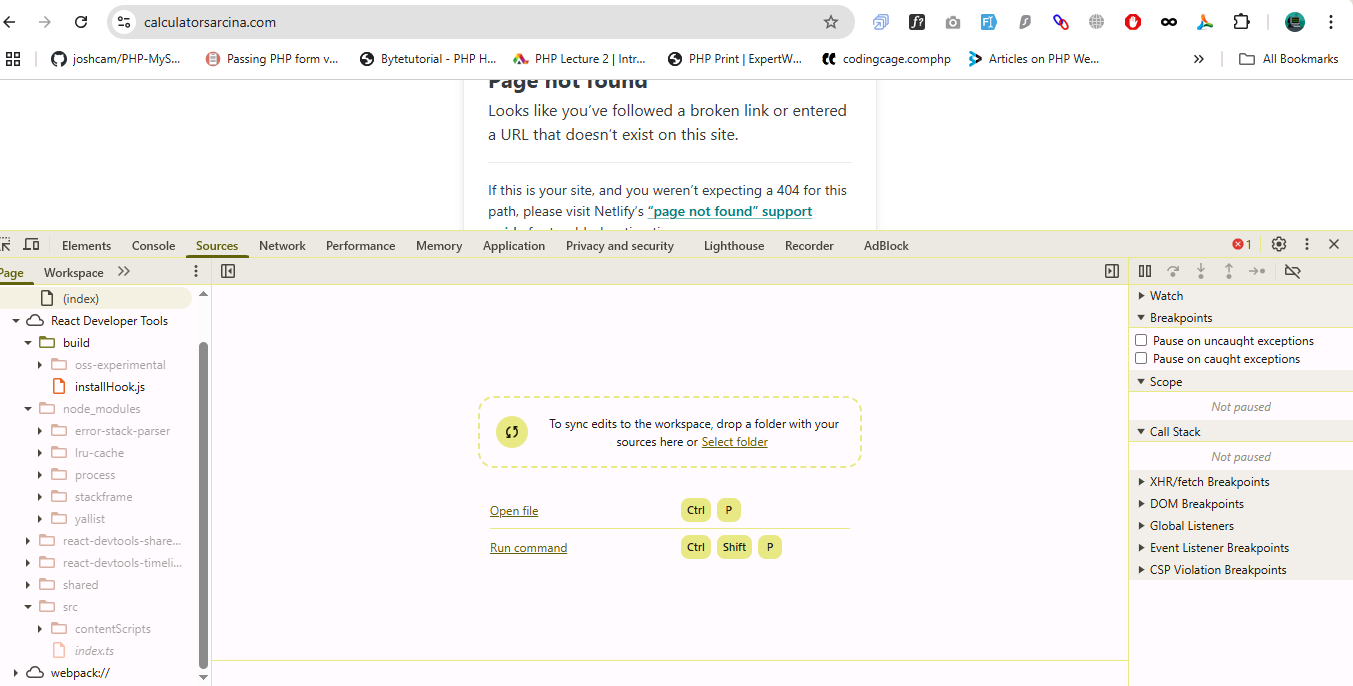 calculatorsarcina.com
joshcam/PHP-MyS... Passing PHP form v... Bytetutorial - PHP H... PHP Lecture 2 | Intr... PHP Print | ExpertW... codingcage.comphp Articles on PHP We... All Bookmarks
Page not found
Looks like you’ve followed a broken link or entered
a URL that doesn’t exist on this site.
If this is your site, and you weren’t expecting a 404 for this
path, please visit Netlify’s “page not found” support
Elements Console Sources Network Performance Memory Application Privacy and security Lighthouse Recorder AdBlock 1
Page Workspace
(index)
React Developer Tools
build
oss-experimental
installHook.js
node_modules
error-stack-parser
lru-cache
process
stackframe
yallist
react-devtools-share...
react-devtools-timeli...
shared
src
contentScripts
index.ts
webpack://
To sync edits to the workspace, drop a folder with your
sources here or Select folder
Open file Ctrl P
Run command Ctrl Shift P
Watch
Breakpoints
Pause on uncaught exceptions
Pause on caught exceptions
Scope
Not paused
Call Stack
Not paused
XHR/fetch Breakpoints
DOM Breakpoints
Global Listeners
Event Listener Breakpoints
CSP Violation Breakpoints